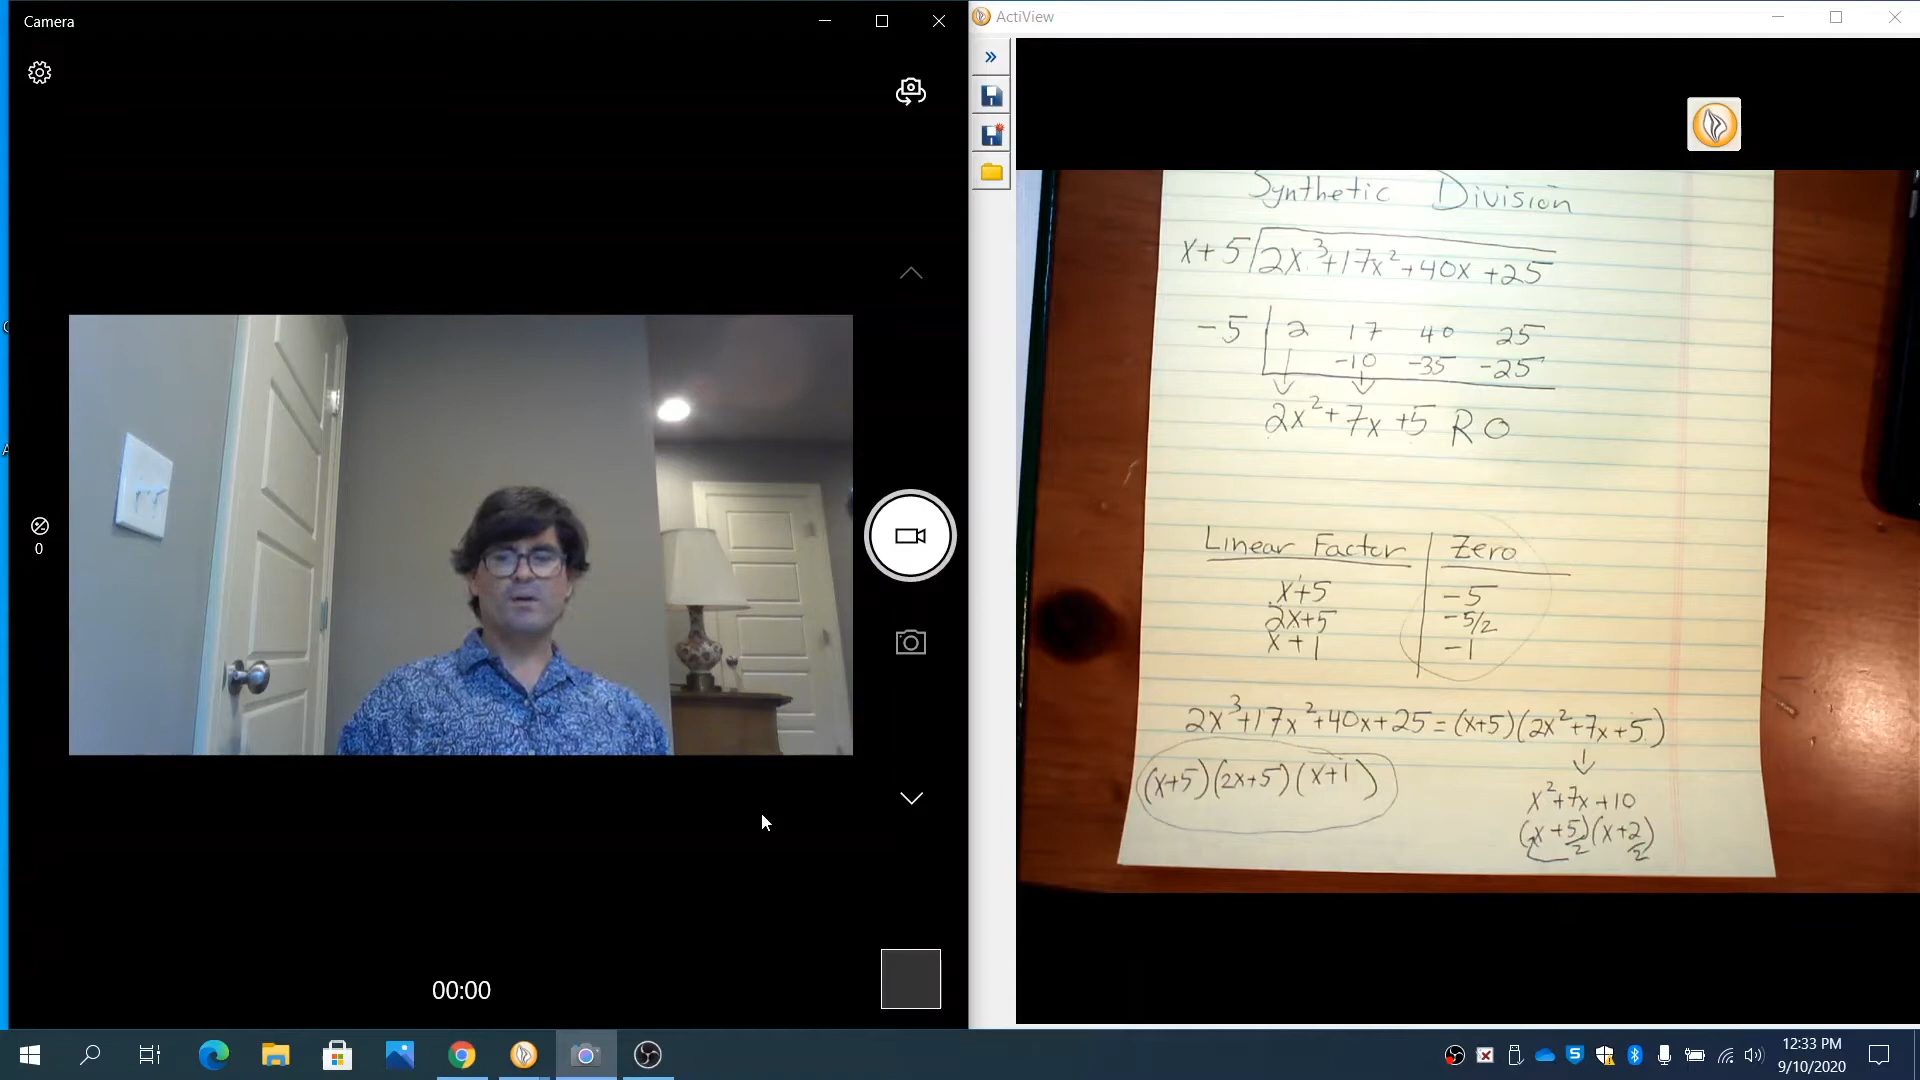 Camera
0
00:00
ActiView
Synthetic Division
x+5 2x³+17x²+40x+25
-5 | 2 17 40 25
-10 -35 -25
2x²+7x+5 R 0
Linear Factor | Zero
x+5 | -5
2x+5 | -5/2
x+1 | -1
2x³+17x²+40x+25=(x+5)(2x²+7x+5)
(x+5)(2x+5)(x+1)
x²+7x+10
(x+5/2)(x+2/2)
12:33 PM
9/10/2020